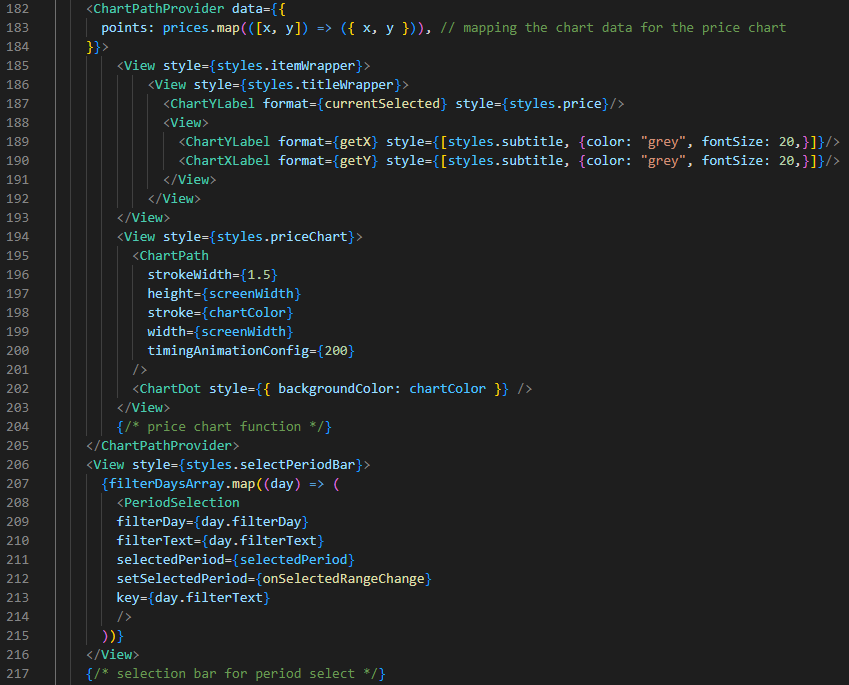 182 <ChartPathProvider data={{
183 points: prices.map(([x, y]) => ({ x, y })), // mapping the chart data for the price chart
184 }}>
185 <View style={styles.itemWrapper}>
186 <View style={styles.titleWrapper}>
187 <ChartYLabel format={currentSelected} style={styles.price}/>
188 <View>
189 <ChartYLabel format={getX} style={[styles.subtitle, {color: "grey", fontSize: 20,}]}/>
190 <ChartXLabel format={getY} style={[styles.subtitle, {color: "grey", fontSize: 20,}]}/>
191 </View>
192 </View>
193 </View>
194 <View style={styles.priceChart}>
195 <ChartPath
196 strokeWidth={1.5}
197 height={screenWidth}
198 stroke={chartColor}
199 width={screenWidth}
200 timingAnimationConfig={200}
201 />
202 <ChartDot style={{ backgroundColor: chartColor }} />
203 </View>
204 {/* price chart function */}
205 </ChartPathProvider>
206 <View style={styles.selectPeriodBar}>
207 {filterDaysArray.map((day) => (
208 <PeriodSelection
209 filterDay={day.filterDay}
210 filterText={day.filterText}
211 selectedPeriod={selectedPeriod}
212 setSelectedPeriod={onSelectedRangeChange}
213 key={day.filterText}
214 />
215 ))}
216 </View>
217 {/* selection bar for period select */}